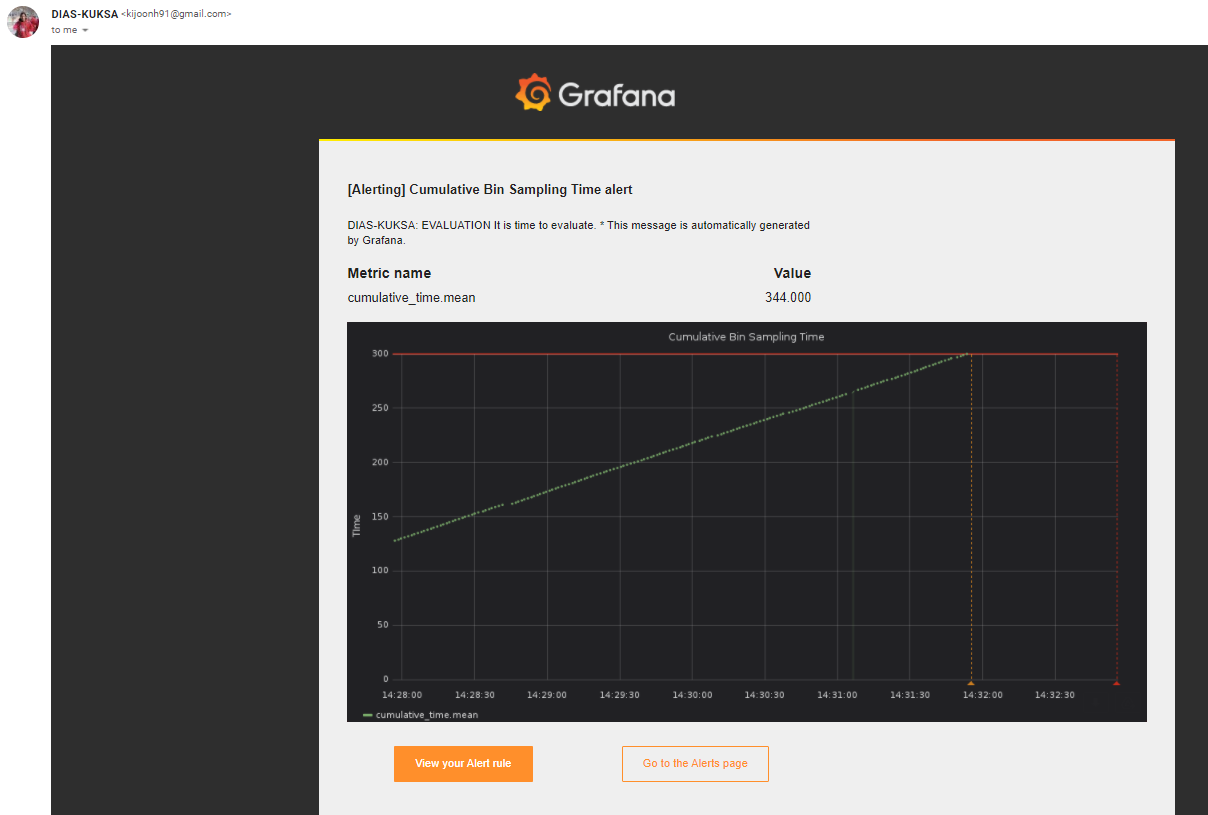 DIAS-KUKSA <kijoonh91@gmail.com>
to me
Grafana
[Alerting] Cumulative Bin Sampling Time alert
DIAS-KUKSA: EVALUATION It is time to evaluate. * This message is automatically generated
by Grafana.
Metric name Value
cumulative_time.mean 344.000
Cumulative Bin Sampling Time
300
250
200
150
100
50
0
Time
14:28:00 14:28:30 14:29:00 14:29:30 14:30:00 14:30:30 14:31:00 14:31:30 14:32:00 14:32:30
cumulative_time.mean
View your Alert rule Go to the Alerts page